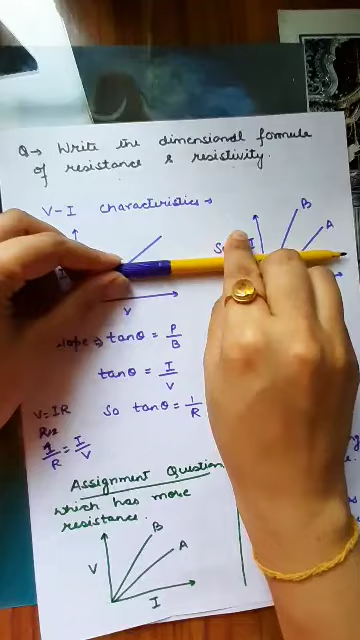 Q → Write the dimensional formula
of resistance & resistivity.
V-I characteristics →
B
A
I
V
slope ⇒ tanθ = P/B
tanθ = I/V
V=IR So tanθ = 1/R
1/R = I/V
Assignment Question
which has more
resistance.
B
A
V
I